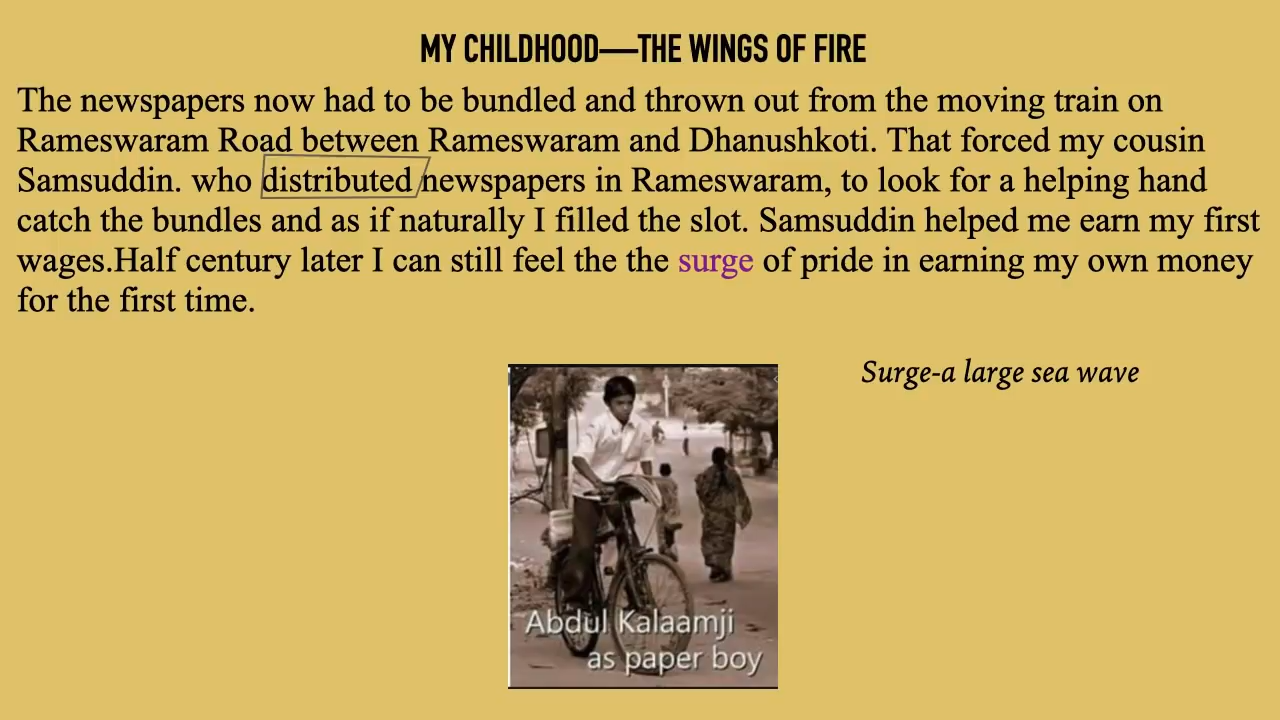 MY CHILDHOOD—THE WINGS OF FIRE
The newspapers now had to be bundled and thrown out from the moving train on
Rameswaram Road between Rameswaram and Dhanushkoti. That forced my cousin
Samsuddin. who distributed newspapers in Rameswaram, to look for a helping hand
catch the bundles and as if naturally I filled the slot. Samsuddin helped me earn my first
wages.Half century later I can still feel the the surge of pride in earning my own money
for the first time.
Surge-a large sea wave
Abdul Kalaamji
as paper boy